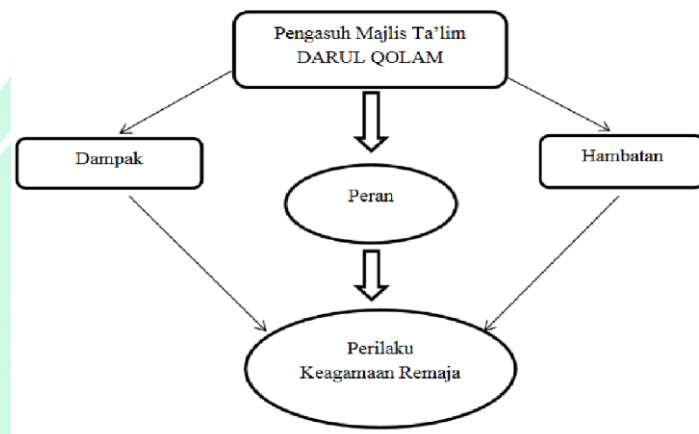 Pengasuh Majlis Ta'lim
DARUL QOLAM
Dampak
Hambatan
Peran
Perilaku
Keagamaan Remaja